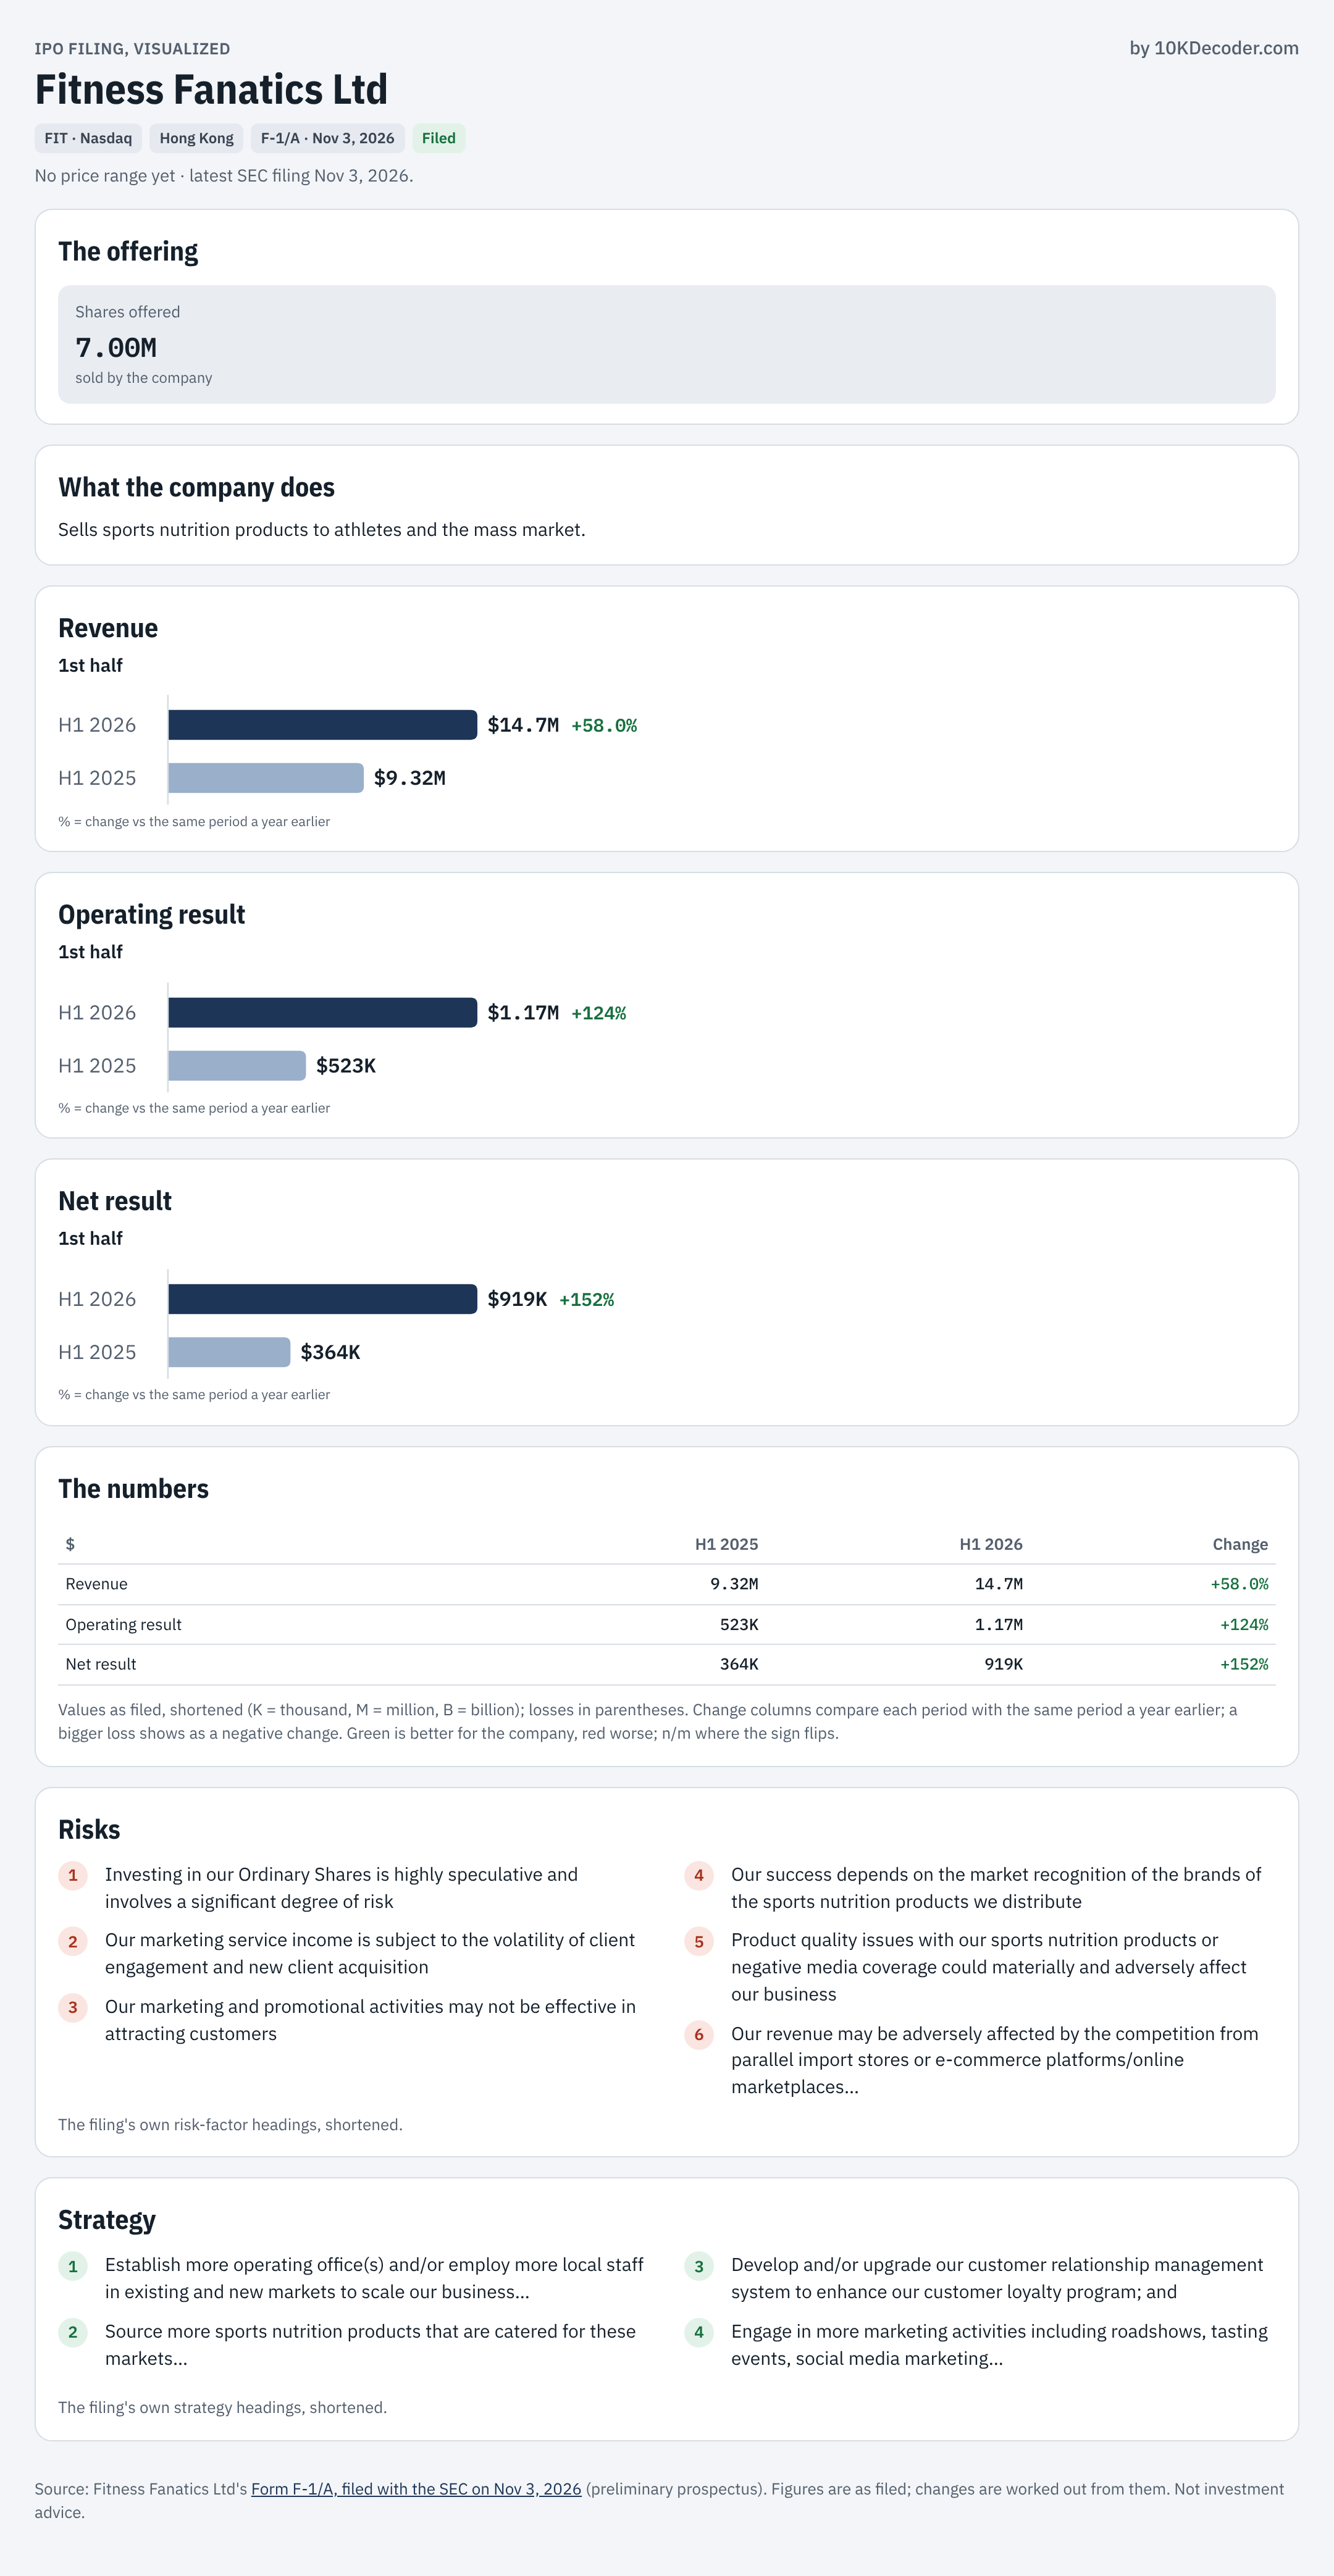 IPO FILING, VISUALIZED
by 10KDecoder.com
Fitness Fanatics Ltd
FIT · Nasdaq
Hong Kong
F-1/A · Nov 3, 2026
Filed
No price range yet · latest SEC filing Nov 3, 2026.
The offering
Shares offered
7.00M
sold by the company
What the company does
Sells sports nutrition products to athletes and the mass market.
Revenue
1st half
H1 2026 $14.7M +58.0%
H1 2025 $9.32M
% = change vs the same period a year earlier
Operating result
1st half
H1 2026 $1.17M +124%
H1 2025 $523K
% = change vs the same period a year earlier
Net result
1st half
H1 2026 $919K +152%
H1 2025 $364K
% = change vs the same period a year earlier
The numbers
$ H1 2025 H1 2026 Change
Revenue 9.32M 14.7M +58.0%
Operating result 523K 1.17M +124%
Net result 364K 919K +152%
Values as filed, shortened (K = thousand, M = million, B = billion); losses in parentheses. Change columns compare each period with the same period a year earlier; a
bigger loss shows as a negative change. Green is better for the company, red worse; n/m where the sign flips.
Risks
1 Investing in our Ordinary Shares is highly speculative and
involves a significant degree of risk
2 Our marketing service income is subject to the volatility of client
engagement and new client acquisition
3 Our marketing and promotional activities may not be effective in
attracting customers
4 Our success depends on the market recognition of the brands of
the sports nutrition products we distribute
5 Product quality issues with our sports nutrition products or
negative media coverage could materially and adversely affect
our business
6 Our revenue may be adversely affected by the competition from
parallel import stores or e-commerce platforms/online
marketplaces...
The filing's own risk-factor headings, shortened.
Strategy
1 Establish more operating office(s) and/or employ more local staff
in existing and new markets to scale our business...
2 Source more sports nutrition products that are catered for these
markets...
3 Develop and/or upgrade our customer relationship management
system to enhance our customer loyalty program; and
4 Engage in more marketing activities including roadshows, tasting
events, social media marketing...
The filing's own strategy headings, shortened.
Source: Fitness Fanatics Ltd's Form F-1/A, filed with the SEC on Nov 3, 2026 (preliminary prospectus). Figures are as filed; changes are worked out from them. Not investment
advice.